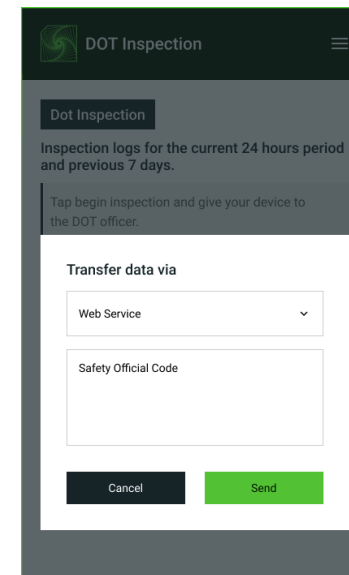 DOT Inspection
Dot Inspection
Inspection logs for the current 24 hours period
and previous 7 days.
Tap begin inspection and give your device to
the DOT officer.
Transfer data via
Web Service
Safety Official Code
Cancel
Send